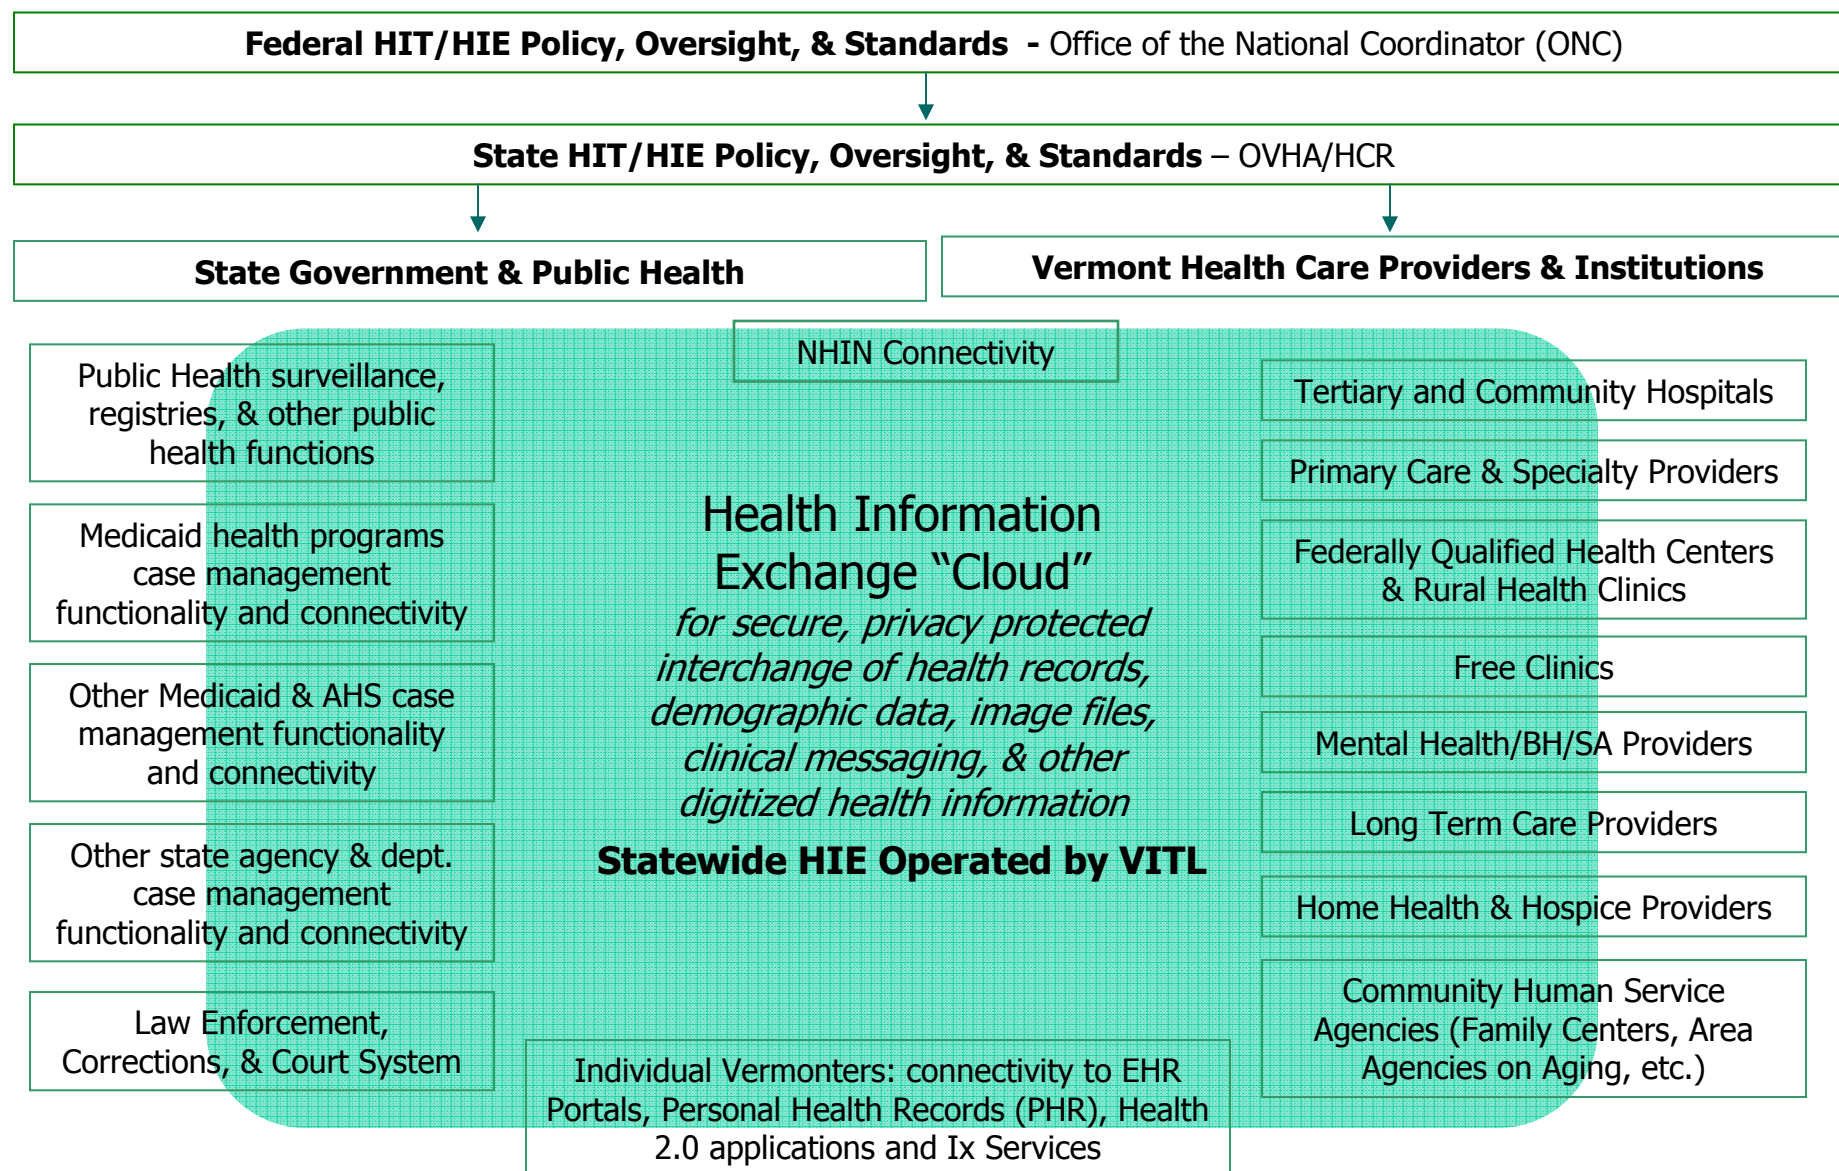 Federal HIT/HIE Policy, Oversight, & Standards - Office of the National Coordinator (ONC)
State HIT/HIE Policy, Oversight, & Standards – OVHA/HCR
State Government & Public Health
Vermont Health Care Providers & Institutions
NHIN Connectivity
Public Health surveillance,
registries, & other public
health functions
Medicaid health programs
case management
functionality and connectivity
Other Medicaid & AHS case
management functionality
and connectivity
Other state agency & dept.
case management
functionality and connectivity
Law Enforcement,
Corrections, & Court System
Health Information
Exchange “Cloud”
for secure, privacy protected
interchange of health records,
demographic data, image files,
clinical messaging, & other
digitized health information
Statewide HIE Operated by VITL
Individual Vermonters: connectivity to EHR
Portals, Personal Health Records (PHR), Health
2.0 applications and Ix Services
Tertiary and Community Hospitals
Primary Care & Specialty Providers
Federally Qualified Health Centers
& Rural Health Clinics
Free Clinics
Mental Health/BH/SA Providers
Long Term Care Providers
Home Health & Hospice Providers
Community Human Service
Agencies (Family Centers, Area
Agencies on Aging, etc.)